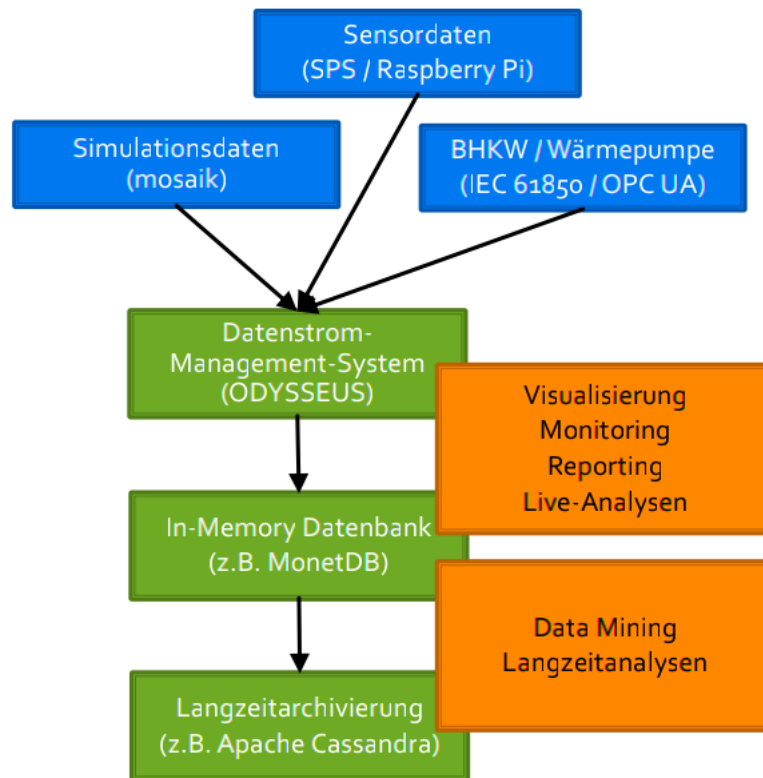 Sensordaten
(SPS / Raspberry Pi)
Simulationsdaten
(mosaik)
BHKW / Wärmepumpe
(IEC 61850 / OPC UA)
Datenstrom-
Management-System
(ODYSSEUS)
Visualisierung
Monitoring
Reporting
Live-Analysen
In-Memory Datenbank
(z.B. MonetDB)
Data Mining
Langzeitanalysen
Langzeitarchivierung
(z.B. Apache Cassandra)